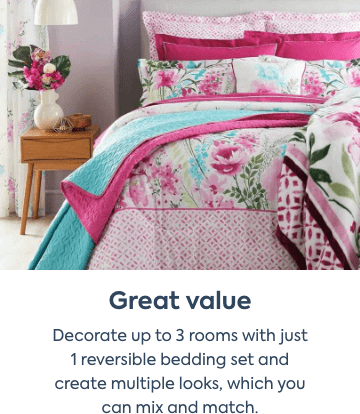 Great value
Decorate up to 3 rooms with just
1 reversible bedding set and
create multiple looks, which you
can mix and match.